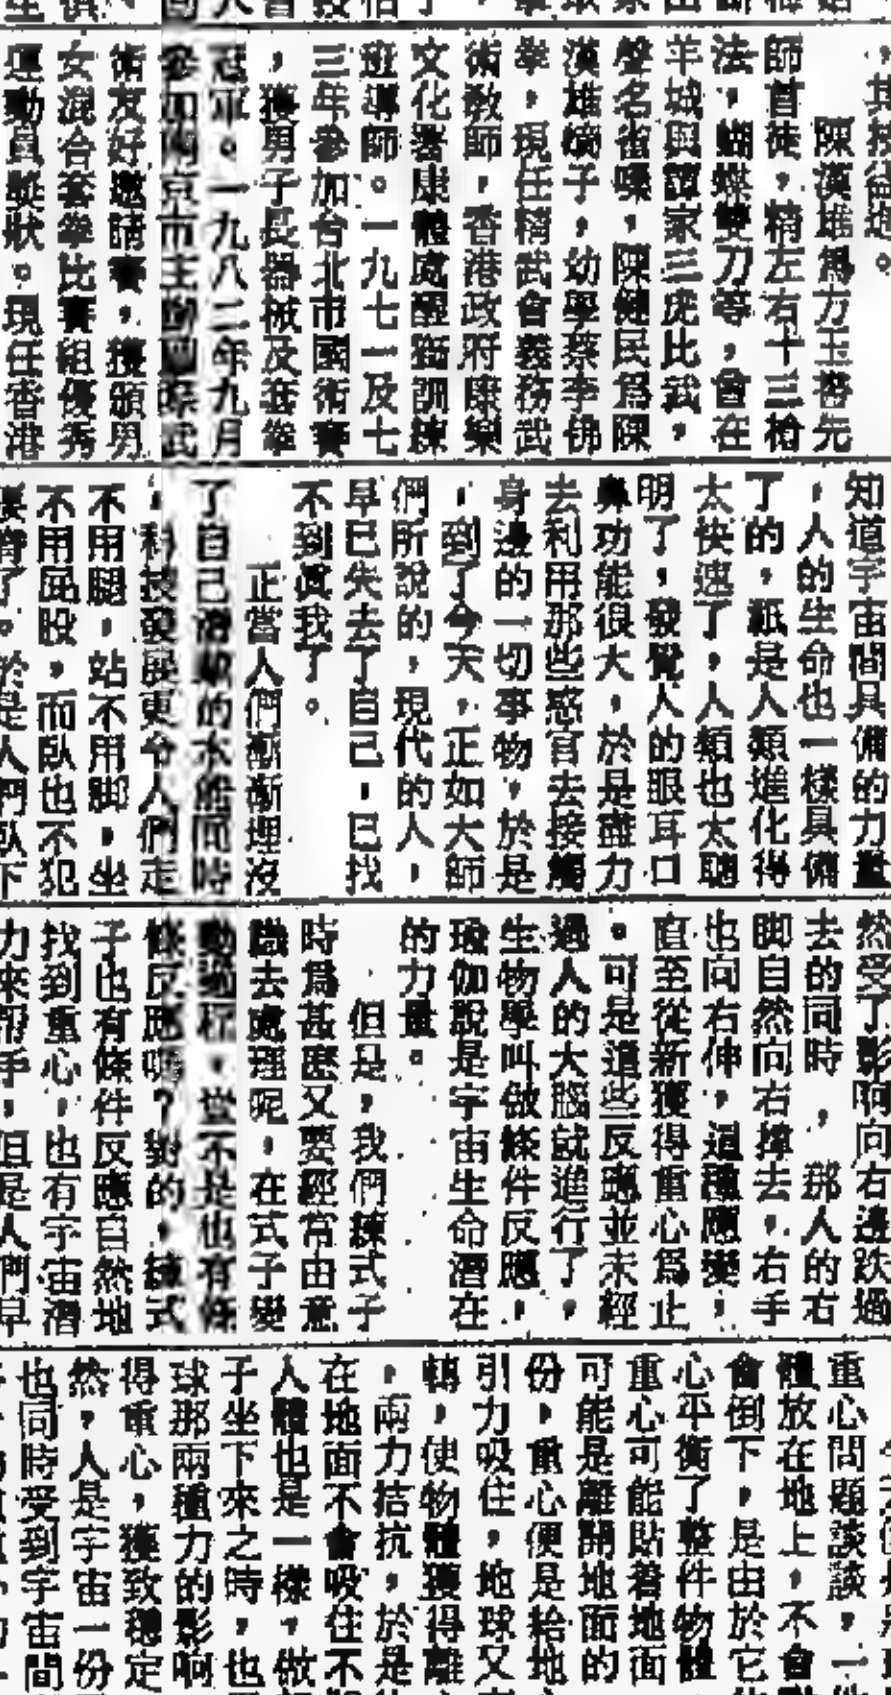 ，其技益進。
陳漢雄為方玉書先
師首徒，精左右十三槍
法，蝴蝶雙刀等，曾在
羊城與譚家三虎比武，
聲名雀噪，陳健民為陳
漢雄嫡子，幼學蔡李佛
拳，現任精武會義務武
術教師，香港政府康樂
文化署康體處醒獅訓練
班導師。一九七一及七
三年參加台北市國術賽
，獲男子長器械及套拳
冠軍。一九八二年九月
參加南京市主辦國際武
術友好邀請賽，獲頒男
女混合套拳比賽組優秀
運動員獎狀。現任香港
知道宇宙間具備的力量
，人的生命也一樣具備
了的，祇是人類進化得
太快速了，人類也太聰
明了，發覺人的眼耳口
鼻功能很大，於是盡力
去利用那些感官去接觸
身邊的一切事物，於是
，到了今天，正如大師
們所說的，現代的人，
早已失去了自己，已找
不到真我了。
正當人們漸漸埋沒
了自己潛藏的本能同時
，科技發展更令人們走
不用腿，站不用脚，坐
不用屁股，而臥也不犯
了。於是人們臥下
然受了影响向右邊跌過
去的同時，那人的右
脚自然向右撑去，右手
也向右伸，這種應變，
直至從新獲得重心為止
。可是這些反應並未經
過人的大腦就進行了，
生物學叫做條件反應，
瑜伽說是宇宙生命潛在
的力量。
但是，我們練式子
時為甚麽又要經常由意
識去處理呢，在式子變
動過程，豈不是也有條
條反應嗎？對的，練式
子也有條件反應自然地
找到重心，也有宇宙潛
力來帮手，但是人們早
重心問題談談，一
體放在地上，不會
會倒下，是由於它
心平衡了整件物體
重心可能貼着地面
可能是離開地面的
份，重心便是給地
引力吸住，地球又
轉，使物體獲得離
，兩力拮抗，於是
在地面不會吸住不
人體也是一樣，做
子坐下來之時，也
球那兩種力的影响
得重心，獲致穩定
然，人是宇宙一份
也同時受到宇宙間